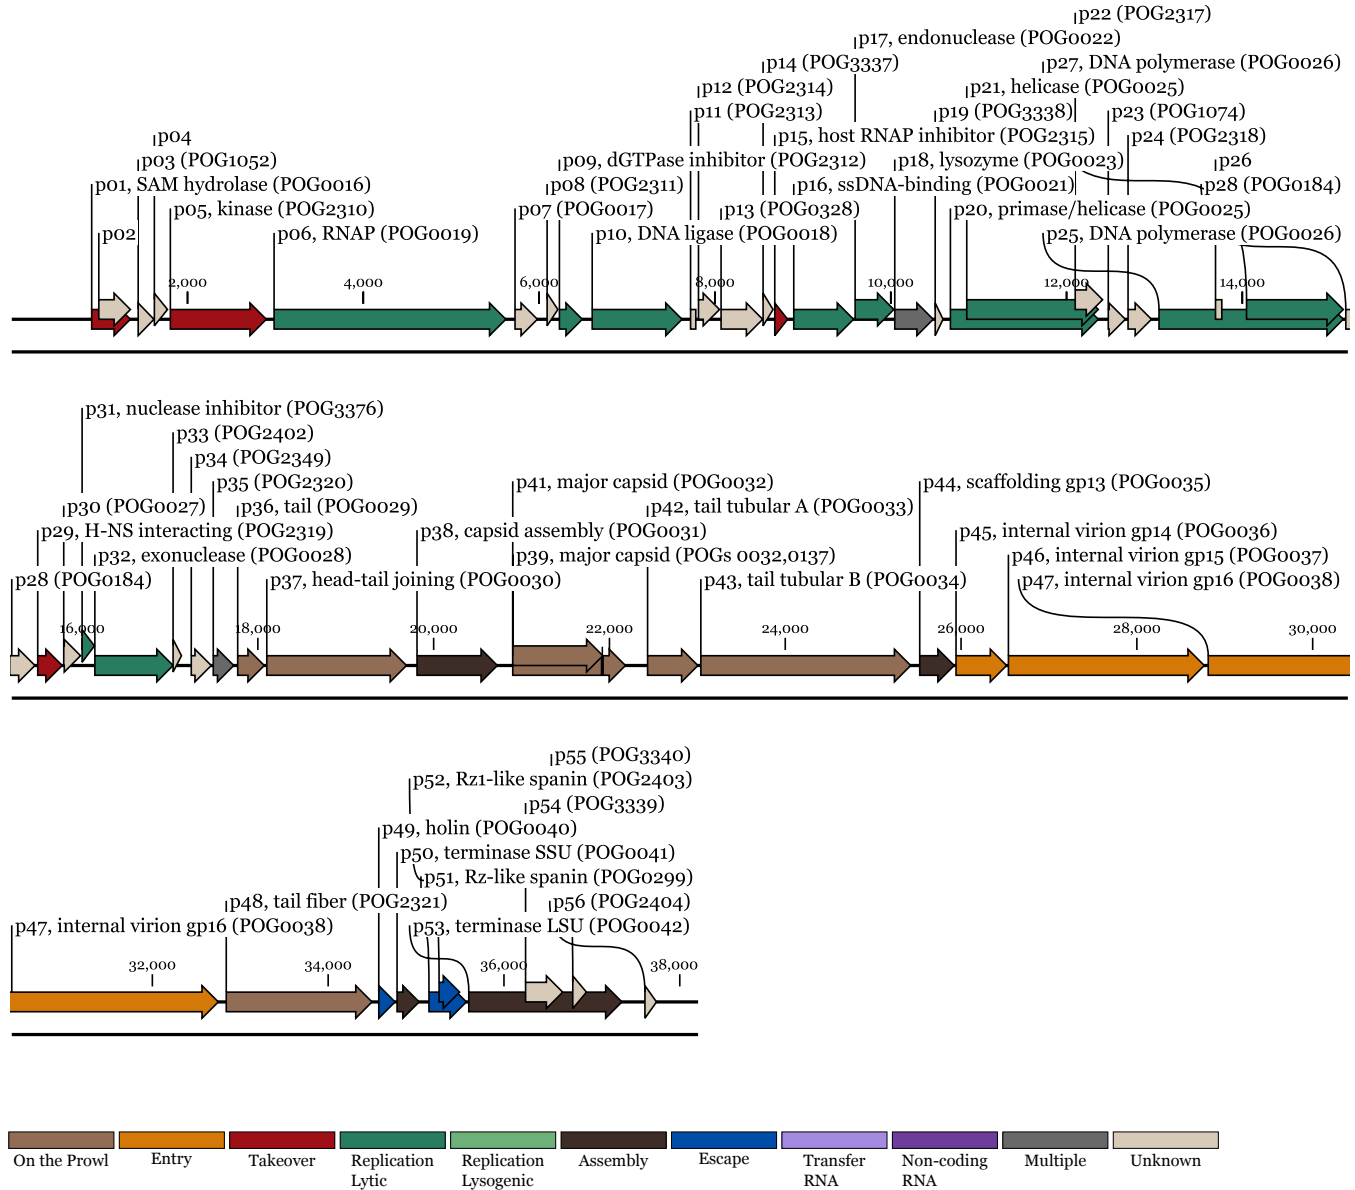 p22 (POG2317)
p17, endonuclease (POG0022)
p14 (POG3337)
p27, DNA polymerase (POG0026)
p12 (POG2314)
p21, helicase (POG0025)
p11 (POG2313)
p19 (POG3338)
p23 (POG1074)
p04
p15, host RNAP inhibitor (POG2315)
p24 (POG2318)
p03 (POG1052)
p09, dGTPase inhibitor (POG2312)
p18, lysozyme (POG0023)
p26
p01, SAM hydrolase (POG0016)
p08 (POG2311)
p16, ssDNA-binding (POG0021)
p28 (POG0184)
p05, kinase (POG2310)
p07 (POG0017)
p13 (POG0328)
p20, primase/helicase (POG0025)
p02
p06, RNAP (POG0019)
p10, DNA ligase (POG0018)
p25, DNA polymerase (POG0026)
2,000 4,000 6,000 8,000 10,000 12,000 14,000
p31, nuclease inhibitor (POG3376)
p33 (POG2402)
p34 (POG2349)
p35 (POG2320)
p41, major capsid (POG0032)
p44, scaffolding gp13 (POG0035)
p30 (POG0027)
p36, tail (POG0029)
p42, tail tubular A (POG0033)
p29, H-NS interacting (POG2319)
p38, capsid assembly (POG0031)
p45, internal virion gp14 (POG0036)
p32, exonuclease (POG0028)
p39, major capsid (POGs 0032,0137)
p46, internal virion gp15 (POG0037)
p28 (POG0184)
p37, head-tail joining (POG0030)
p43, tail tubular B (POG0034)
p47, internal virion gp16 (POG0038)
16,000 18,000 20,000 22,000 24,000 26,000 28,000 30,000
p55 (POG3340)
p52, Rz1-like spanin (POG2403)
p54 (POG3339)
p49, holin (POG0040)
p50, terminase SSU (POG0041)
p51, Rz-like spanin (POG0299)
p48, tail fiber (POG2321)
p56 (POG2404)
p47, internal virion gp16 (POG0038)
p53, terminase LSU (POG0042)
32,000 34,000 36,000 38,000
On the Prowl
Entry
Takeover
Replication
Lytic
Replication
Lysogenic
Assembly
Escape
Transfer
RNA
Non-coding
RNA
Multiple
Unknown